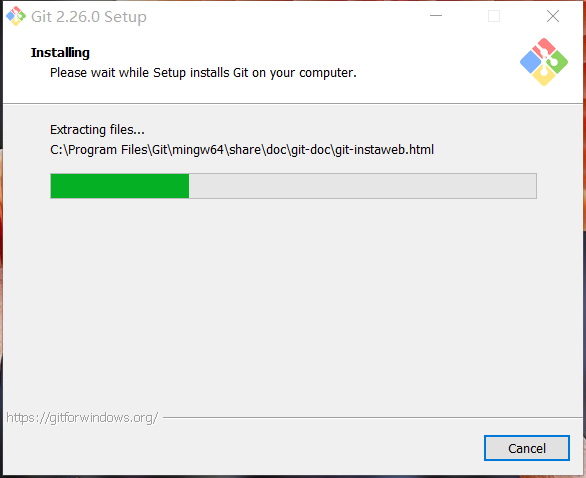 Git 2.26.0 Setup
Installing
Please wait while Setup installs Git on your computer.
Extracting files...
C:\Program Files\Git\mingw64\share\doc\git-doc\git-instaweb.html
https://gitforwindows.org/
Cancel